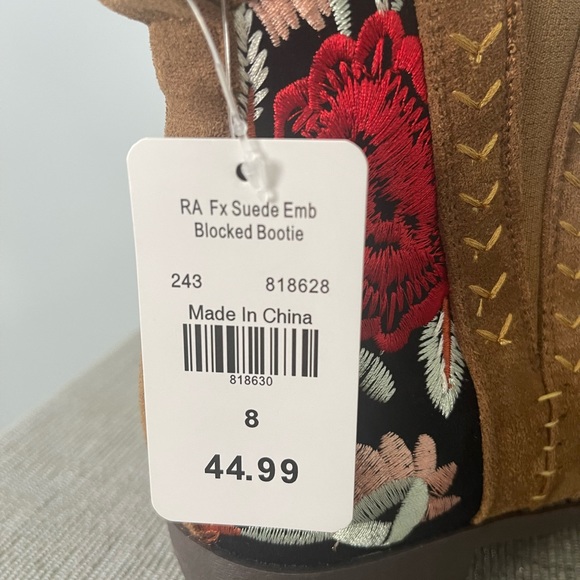 RA Fx Suede Emb
Blocked Bootie
243 818628
Made In China
818630
8
44.99